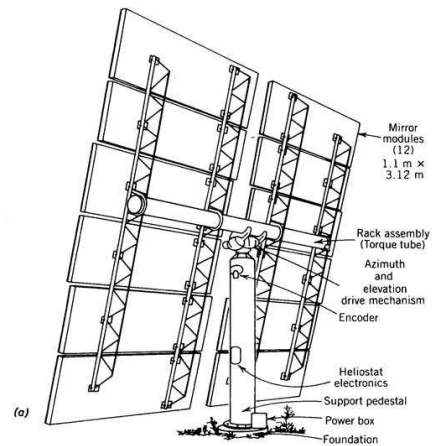 Mirror
modules
(12)
1.1 m ×
3.12 m
Rack assembly
(Torque tube)
Azimuth
and
elevation
drive mechanism
Encoder
Heliostat
electronics
Support pedestal
Power box
Foundation
(a)